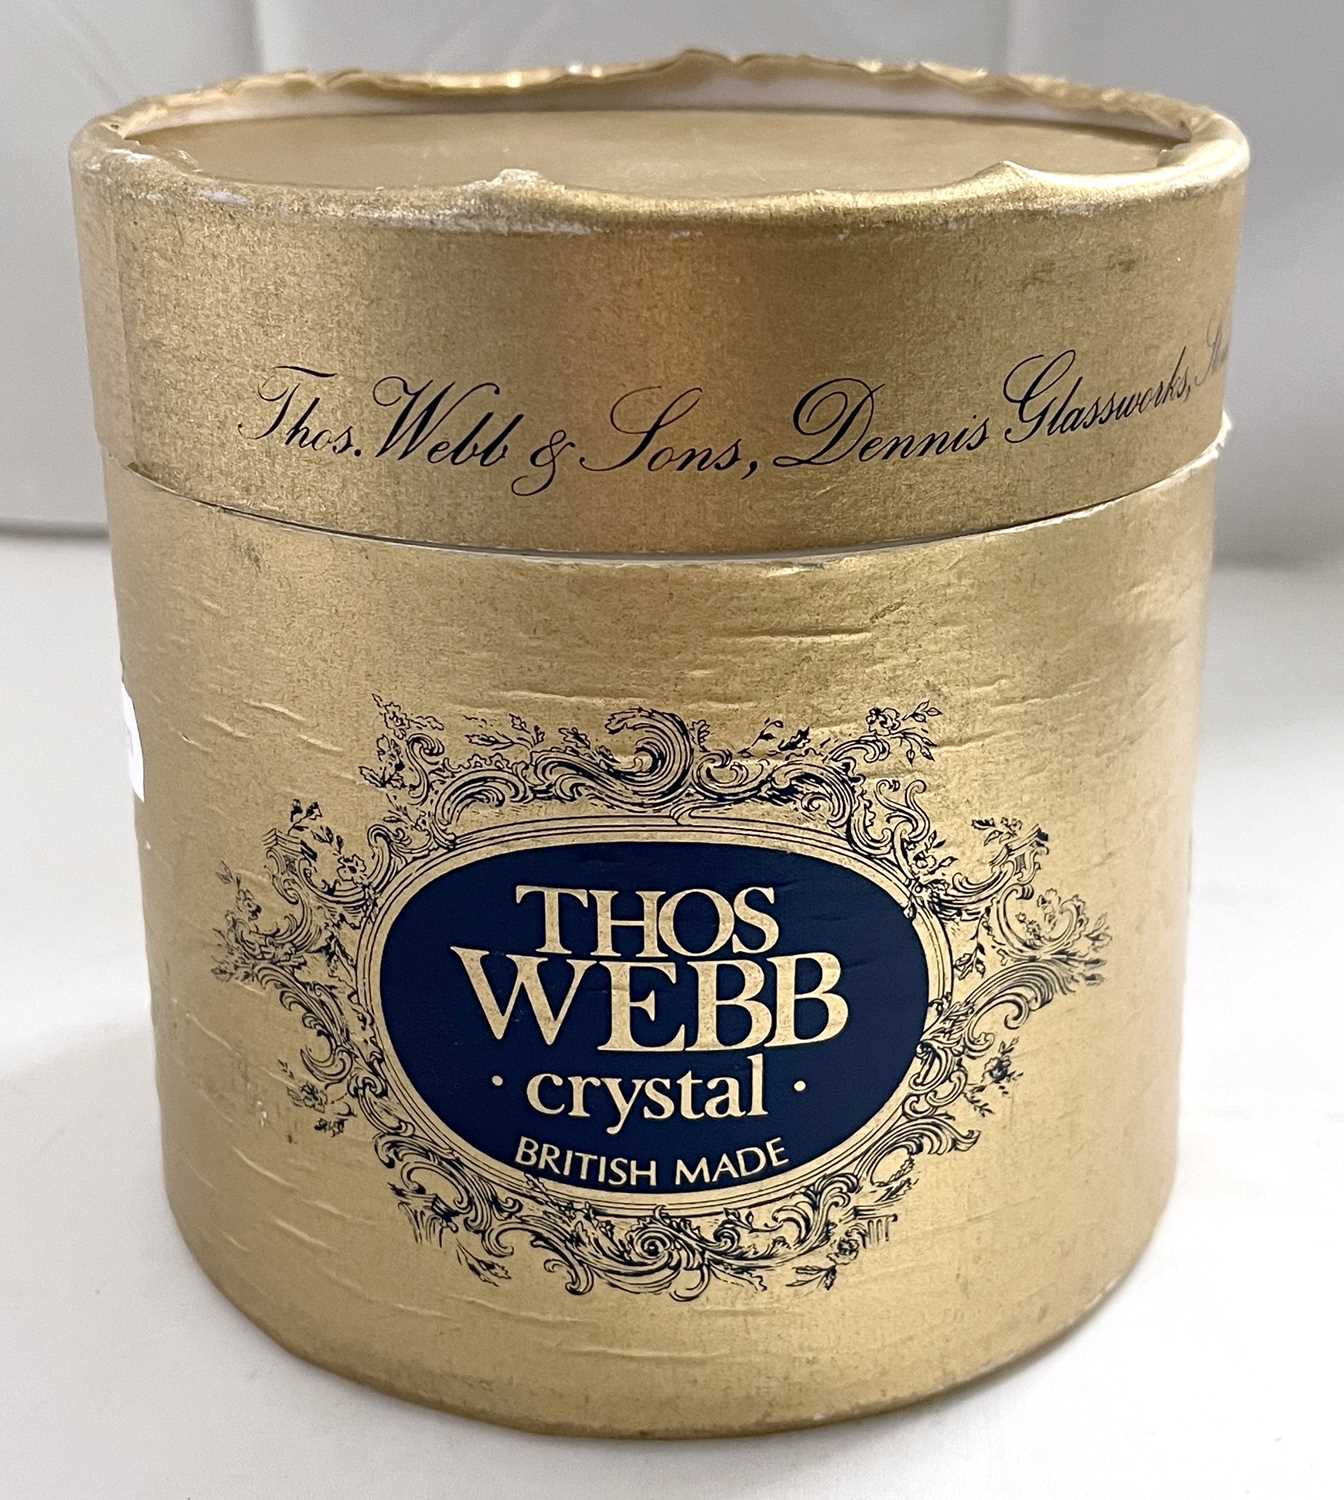 Thos. Webb & Sons, Dennis Glassworks,
THOS
WEBB
· crystal ·
BRITISH MADE